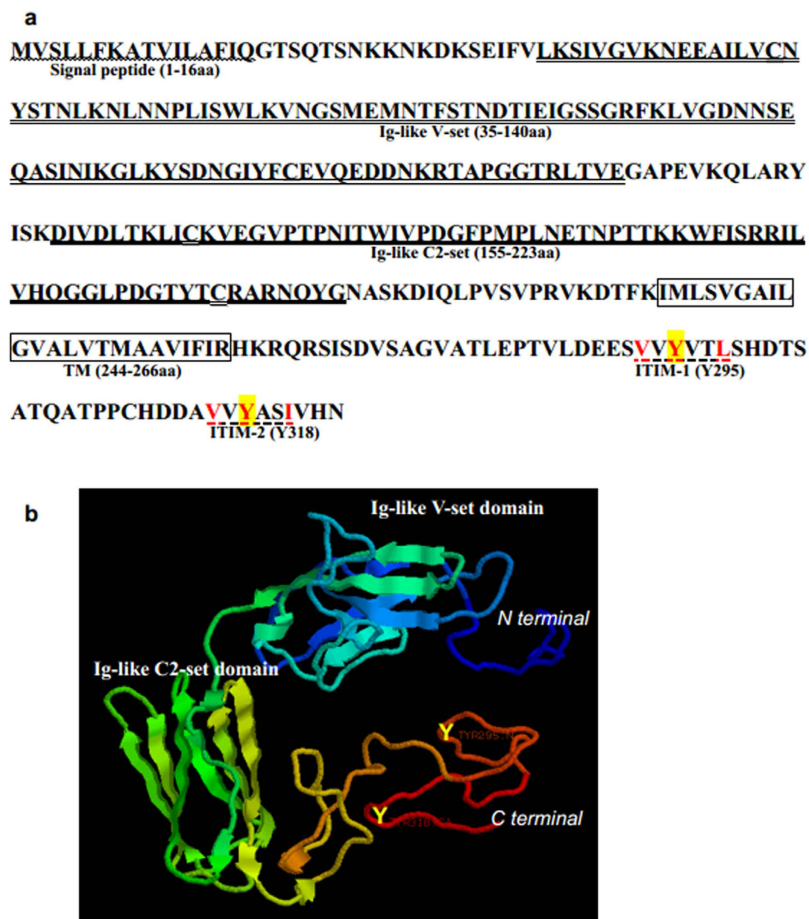 a
MVSLLFKATVILAFIQGTSQTSNKKNKDKSEIFVLKSIVGVKNEEAILVCN
Signal peptide (1-16aa)
YSTNLKNLNNPLISWLKVNGSMEMNTFSTNDTIEIGSSGRFKLVGDNNSE
Ig-like V-set (35-140aa)
QASINIKGLKYSDNGIYFCEVQEDDNKRTAPGGTRLTVEGAPEVKQLARY
ISKDIVDLTKLICKVEGVPTPNITWIVPDGFPMPLNETNPTTKKWFISRRIL
Ig-like C2-set (155-223aa)
VHQGGLPDGTYTCRARNQYGNASKDIQLPVSVPRVKDTFKIMLSVGAIL
GVALVTMAAVIFIRHKRQRSISDVSAGVATLEPTVLDEESVVYVTLSHDTS
TM (244-266aa) ITIM-1 (Y295)
ATQATPPCHDDAVVYASIVHN
ITIM-2 (Y318)
b
Ig-like V-set domain
N terminal
Ig-like C2-set domain
Y
Y
C terminal